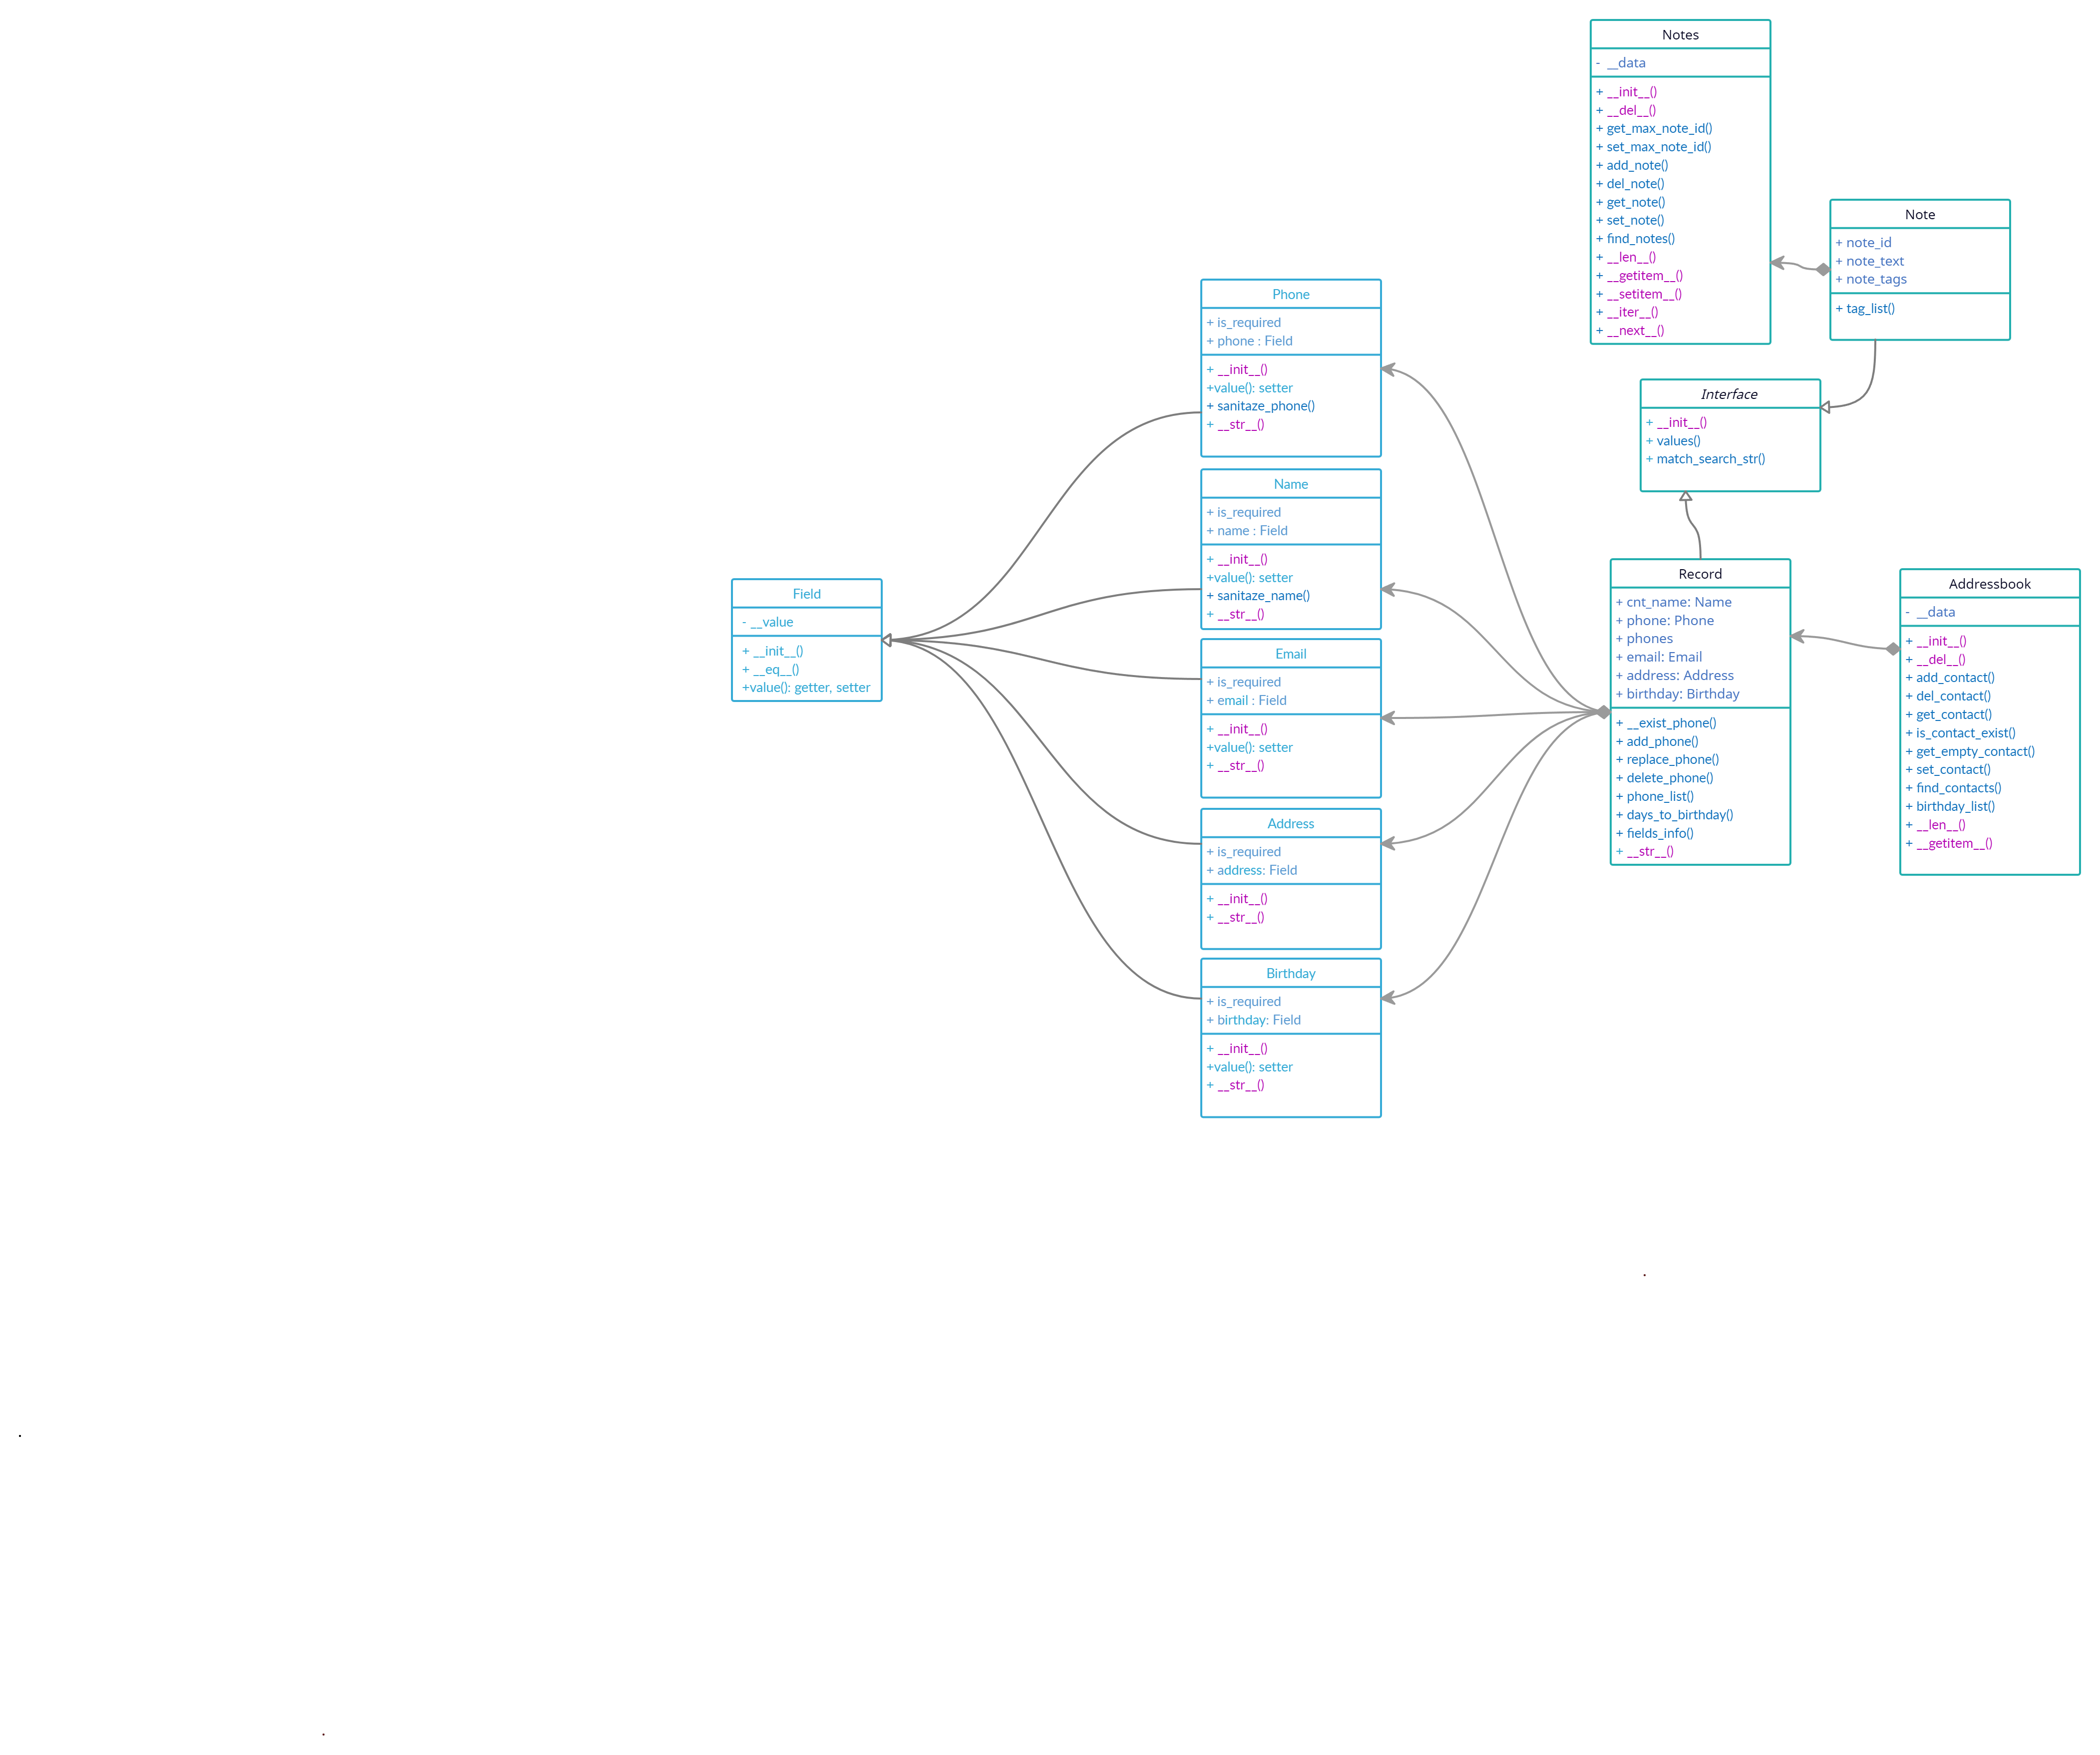 Notes
- __data
+ __init__()
+ __del__()
+ get_max_note_id()
+ set_max_note_id()
+ add_note()
+ del_note()
+ get_note()
+ set_note()
+ find_notes()
+ __len__()
+ __getitem__()
+ __setitem__()
+ __iter__()
+ __next__()
Note
+ note_id
+ note_text
+ note_tags
+ tag_list()
Interface
+ __init__()
+ values()
+ match_search_str()
Phone
+ is_required
+ phone : Field
+ __init__()
+value(): setter
+ sanitaze_phone()
+ __str__()
Name
+ is_required
+ name : Field
+ __init__()
+value(): setter
+ sanitaze_name()
+ __str__()
Field
- __value
+ __init__()
+ __eq__()
+value(): getter, setter
Email
+ is_required
+ email : Field
+ __init__()
+value(): setter
+ __str__()
Address
+ is_required
+ address: Field
+ __init__()
+ __str__()
Birthday
+ is_required
+ birthday: Field
+ __init__()
+value(): setter
+ __str__()
Record
+ cnt_name: Name
+ phone: Phone
+ phones
+ email: Email
+ address: Address
+ birthday: Birthday
+ __exist_phone()
+ add_phone()
+ replace_phone()
+ delete_phone()
+ phone_list()
+ days_to_birthday()
+ fields_info()
+ __str__()
Addressbook
- __data
+ __init__()
+ __del__()
+ add_contact()
+ del_contact()
+ get_contact()
+ is_contact_exist()
+ get_empty_contact()
+ set_contact()
+ find_contacts()
+ birthday_list()
+ __len__()
+ __getitem__()
.
.
.